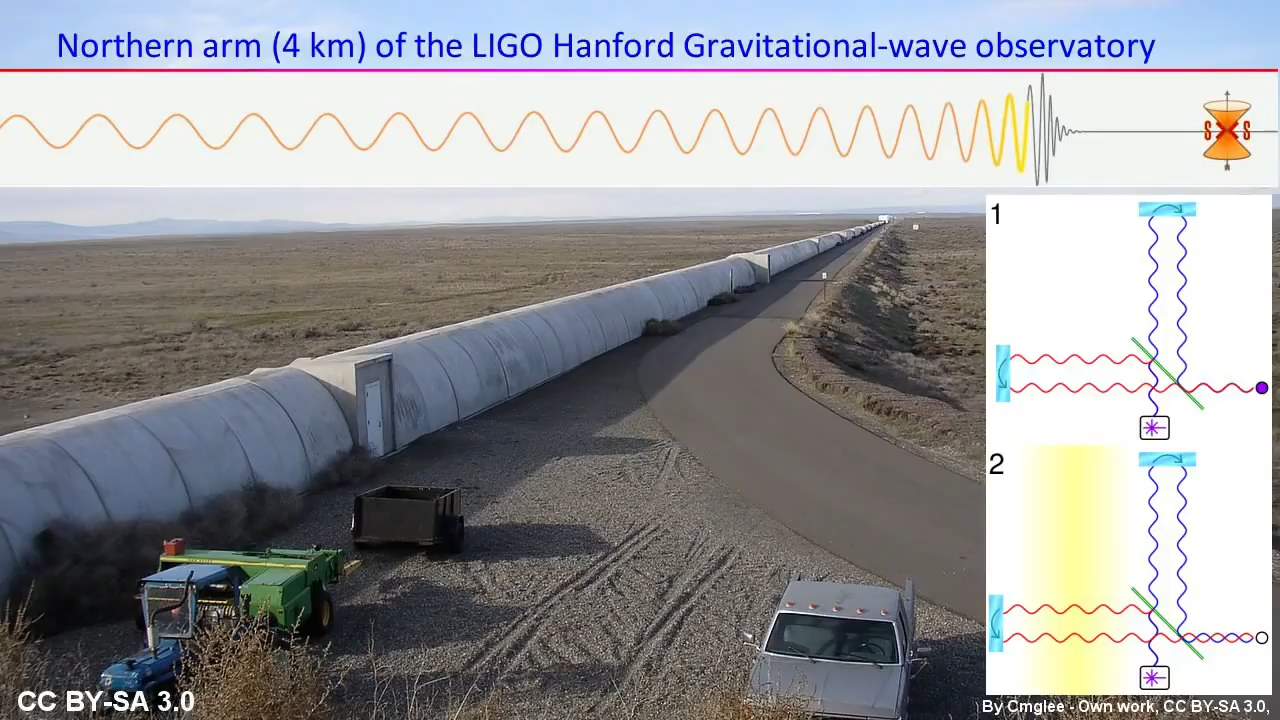 Northern arm (4 km) of the LIGO Hanford Gravitational-wave observatory
S S
1
2
CC BY-SA 3.0
By Cmglee - Own work, CC BY-SA 3.0,